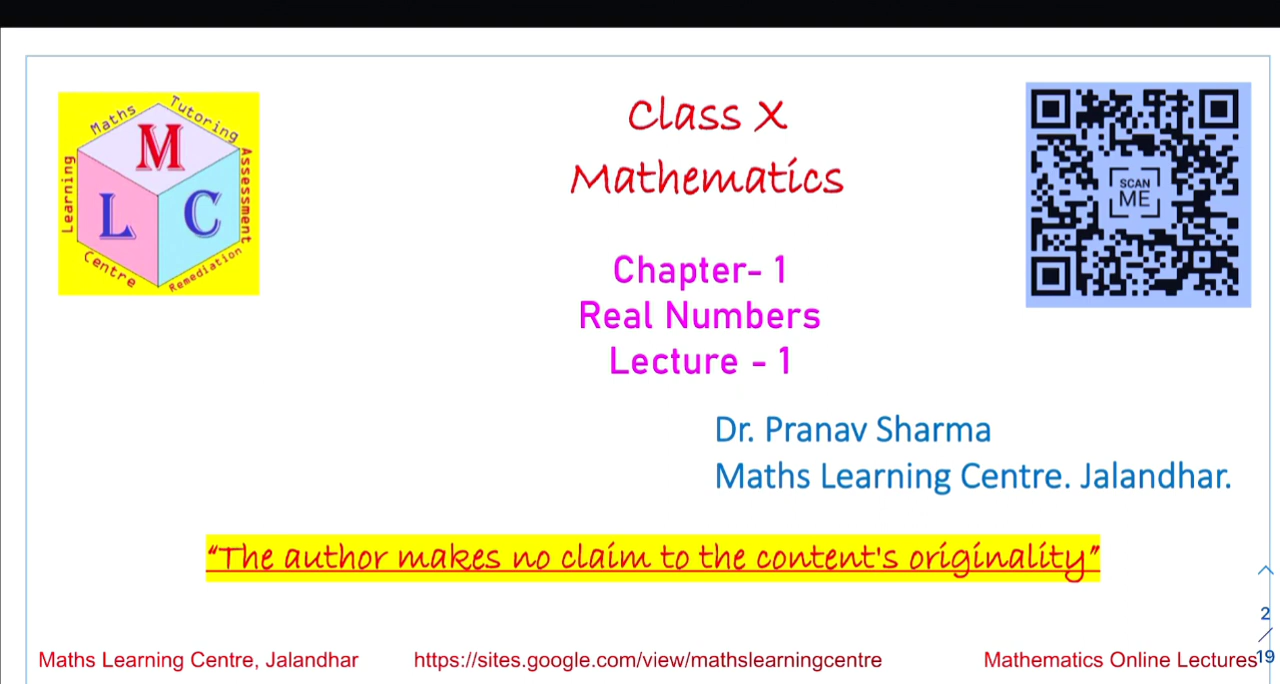 Maths Tutoring
Learning
Assessment
Centre
Remediation
M
L C
Class X
Mathematics
SCAN
ME
Chapter- 1
Real Numbers
Lecture - 1
Dr. Pranav Sharma
Maths Learning Centre. Jalandhar.
“The author makes no claim to the content's originality”
2
/
19
Maths Learning Centre, Jalandhar https://sites.google.com/view/mathslearningcentre Mathematics Online Lectures